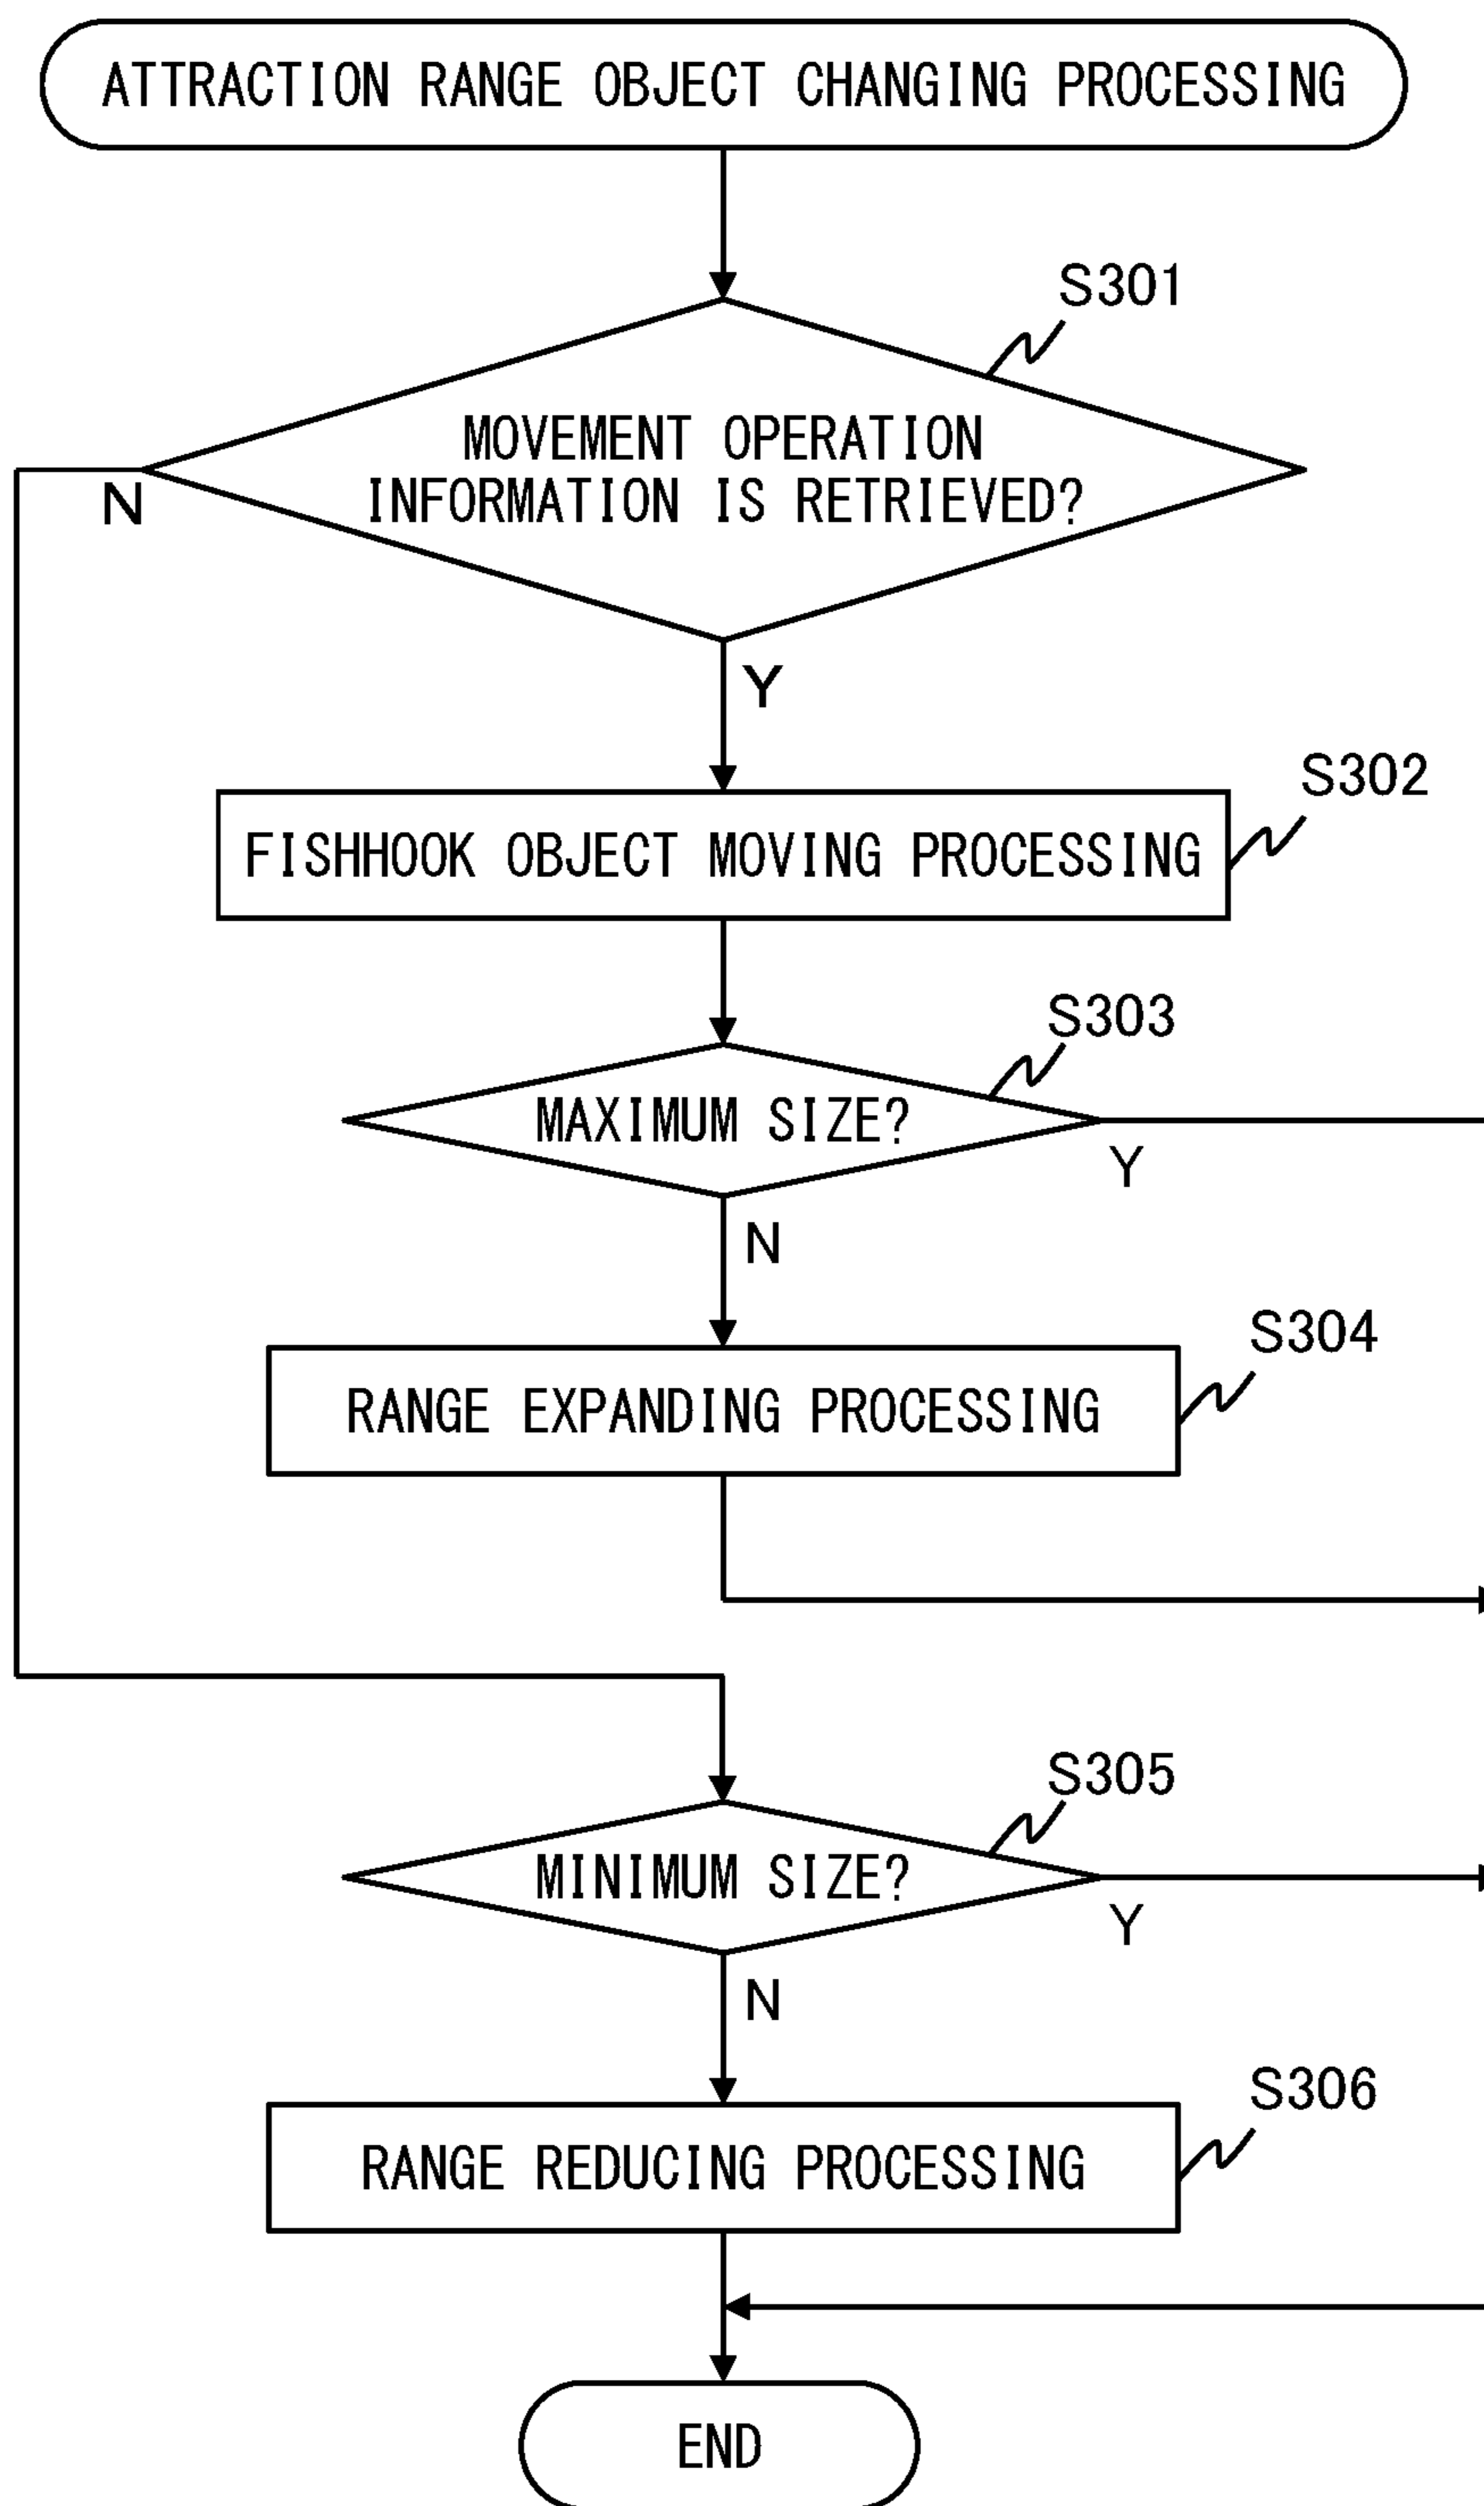 ATTRACTION RANGE OBJECT CHANGING PROCESSING
S301
MOVEMENT OPERATION
INFORMATION IS RETRIEVED?
N
Y
S302
FISHHOOK OBJECT MOVING PROCESSING
S303
MAXIMUM SIZE?
Y
N
S304
RANGE EXPANDING PROCESSING
S305
MINIMUM SIZE?
Y
N
S306
RANGE REDUCING PROCESSING
END